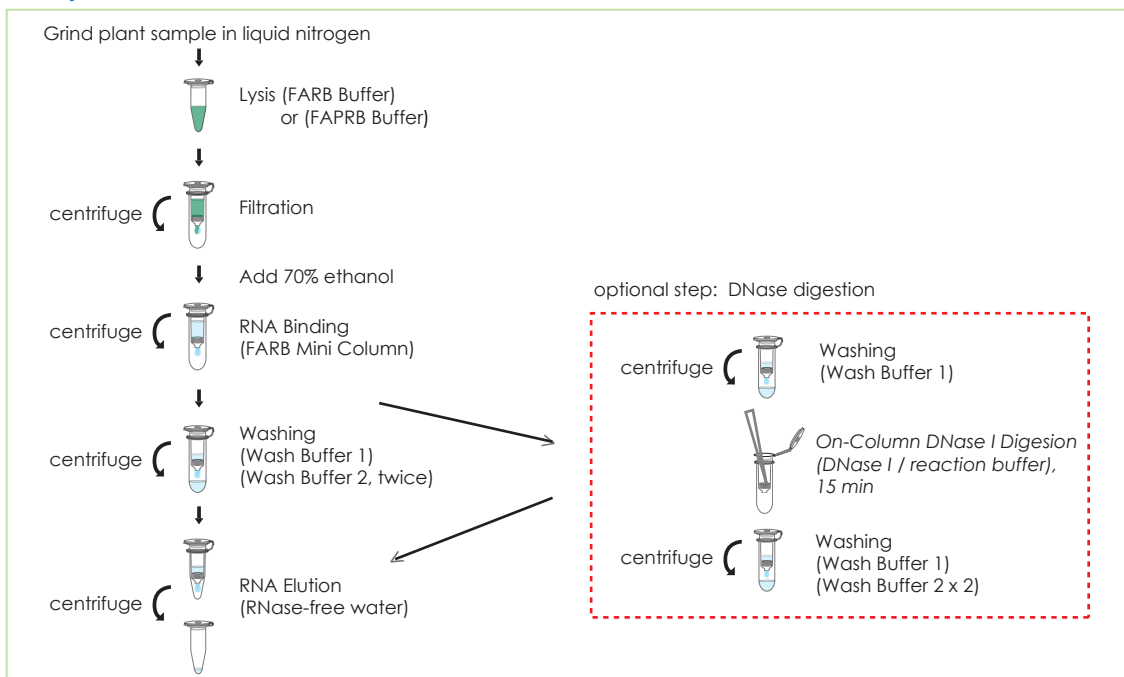 Grind plant sample in liquid nitrogen
Lysis (FARB Buffer)
or (FAPRB Buffer)
centrifuge
Filtration
Add 70% ethanol
centrifuge
RNA Binding
(FARB Mini Column)
centrifuge
Washing
(Wash Buffer 1)
(Wash Buffer 2, twice)
centrifuge
RNA Elution
(RNase-free water)
optional step: DNase digestion
centrifuge
Washing
(Wash Buffer 1)
On-Column DNase I Digesion
(DNase I / reaction buffer),
15 min
centrifuge
Washing
(Wash Buffer 1)
(Wash Buffer 2 x 2)